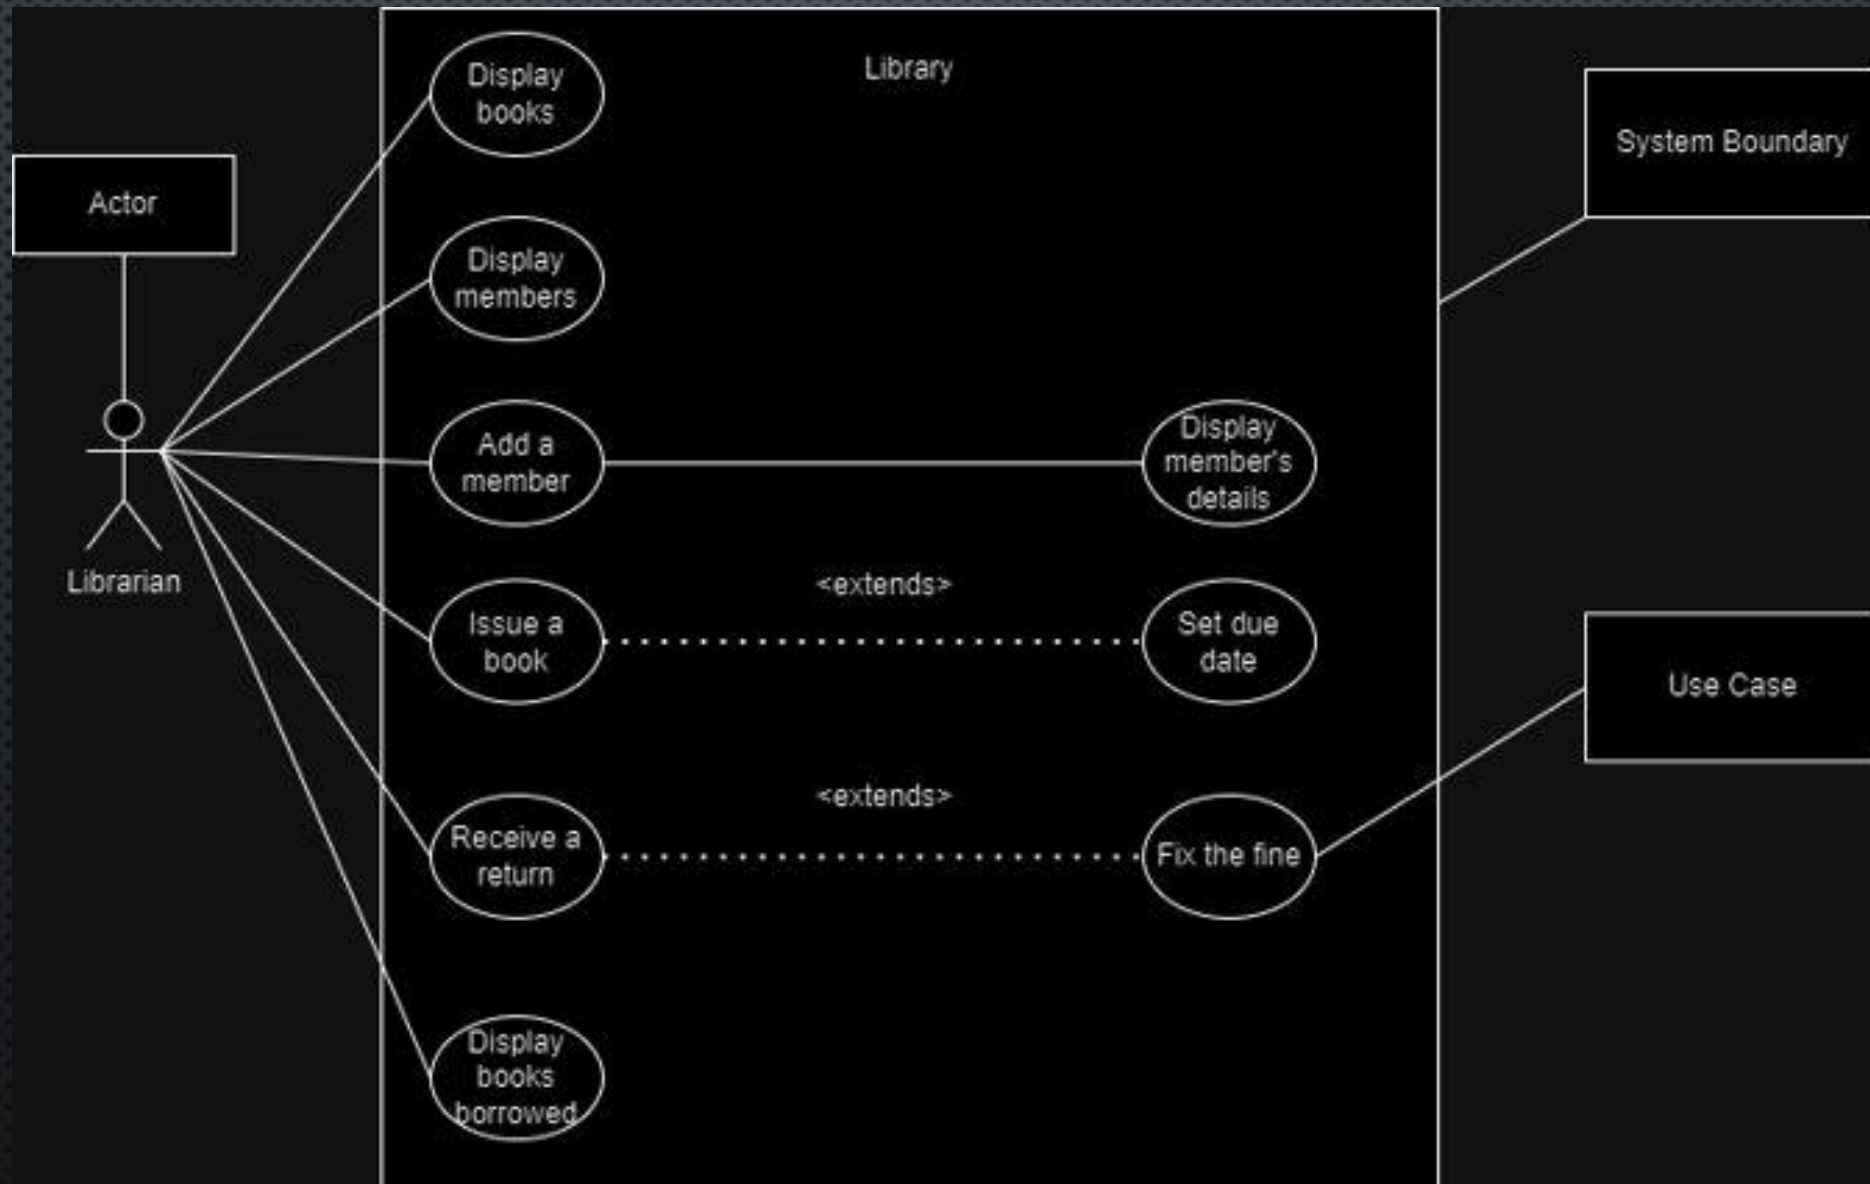 Library
Display
books
System Boundary
Actor
Display
members
Add a
member
Display
member's
details
Librarian
<extends>
Issue a
book
Set due
date
Use Case
<extends>
Receive a
return
Fix the fine
Display
books
borrowed